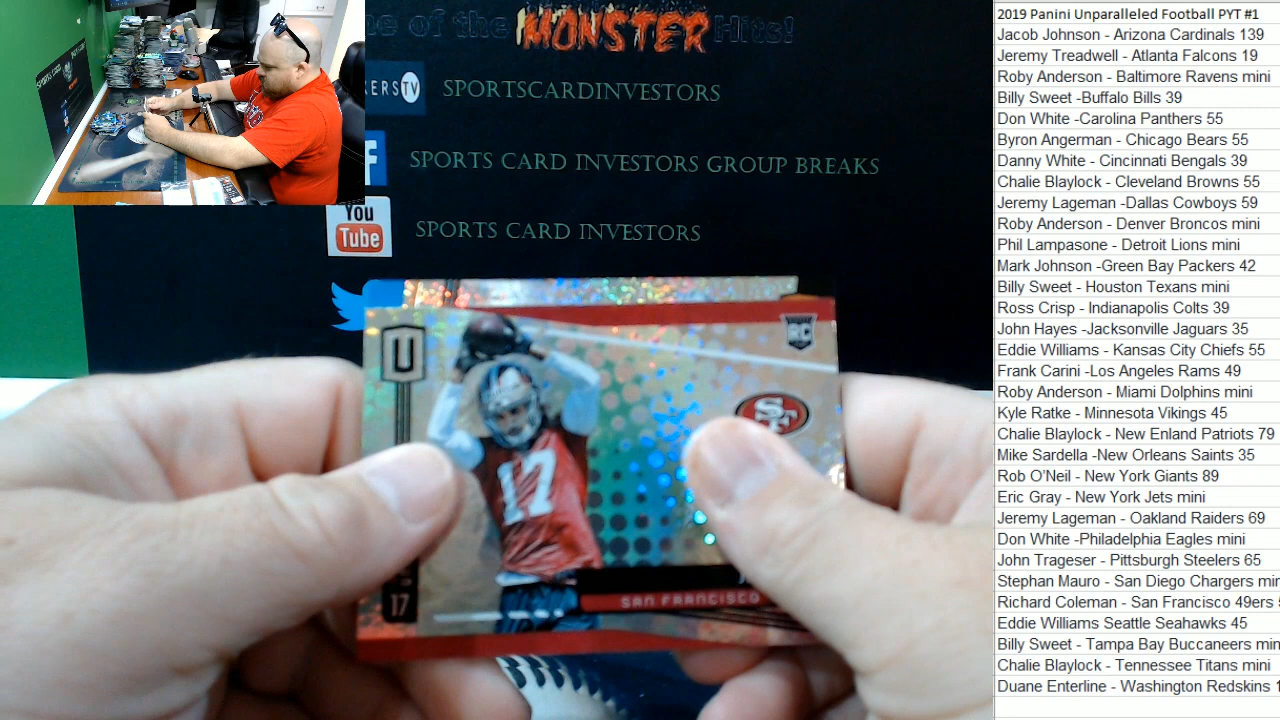 e of the MONSTER Hits!
KERS TV SPORTSCARDINVESTORS
f SPORTS CARD INVESTORS GROUP BREAKS
You Tube SPORTS CARD INVESTORS
U
RC
SF
17
17
SAN FRANCISCO
2019 Panini Unparalleled Football PYT #1
Jacob Johnson - Arizona Cardinals 139
Jeremy Treadwell - Atlanta Falcons 19
Roby Anderson - Baltimore Ravens mini
Billy Sweet -Buffalo Bills 39
Don White -Carolina Panthers 55
Byron Angerman - Chicago Bears 55
Danny White - Cincinnati Bengals 39
Chalie Blaylock - Cleveland Browns 55
Jeremy Lageman -Dallas Cowboys 59
Roby Anderson - Denver Broncos mini
Phil Lampasone - Detroit Lions mini
Mark Johnson -Green Bay Packers 42
Billy Sweet - Houston Texans mini
Ross Crisp - Indianapolis Colts 39
John Hayes -Jacksonville Jaguars 35
Eddie Williams - Kansas City Chiefs 55
Frank Carini -Los Angeles Rams 49
Roby Anderson - Miami Dolphins mini
Kyle Ratke - Minnesota Vikings 45
Chalie Blaylock - New Enland Patriots 79
Mike Sardella -New Orleans Saints 35
Rob O'Neil - New York Giants 89
Eric Gray - New York Jets mini
Jeremy Lageman - Oakland Raiders 69
Don White -Philadelphia Eagles mini
John Trageser - Pittsburgh Steelers 65
Stephan Mauro - San Diego Chargers min
Richard Coleman - San Francisco 49ers
Eddie Williams Seattle Seahawks 45
Billy Sweet - Tampa Bay Buccaneers min
Chalie Blaylock - Tennessee Titans mini
Duane Enterline - Washington Redskins 1